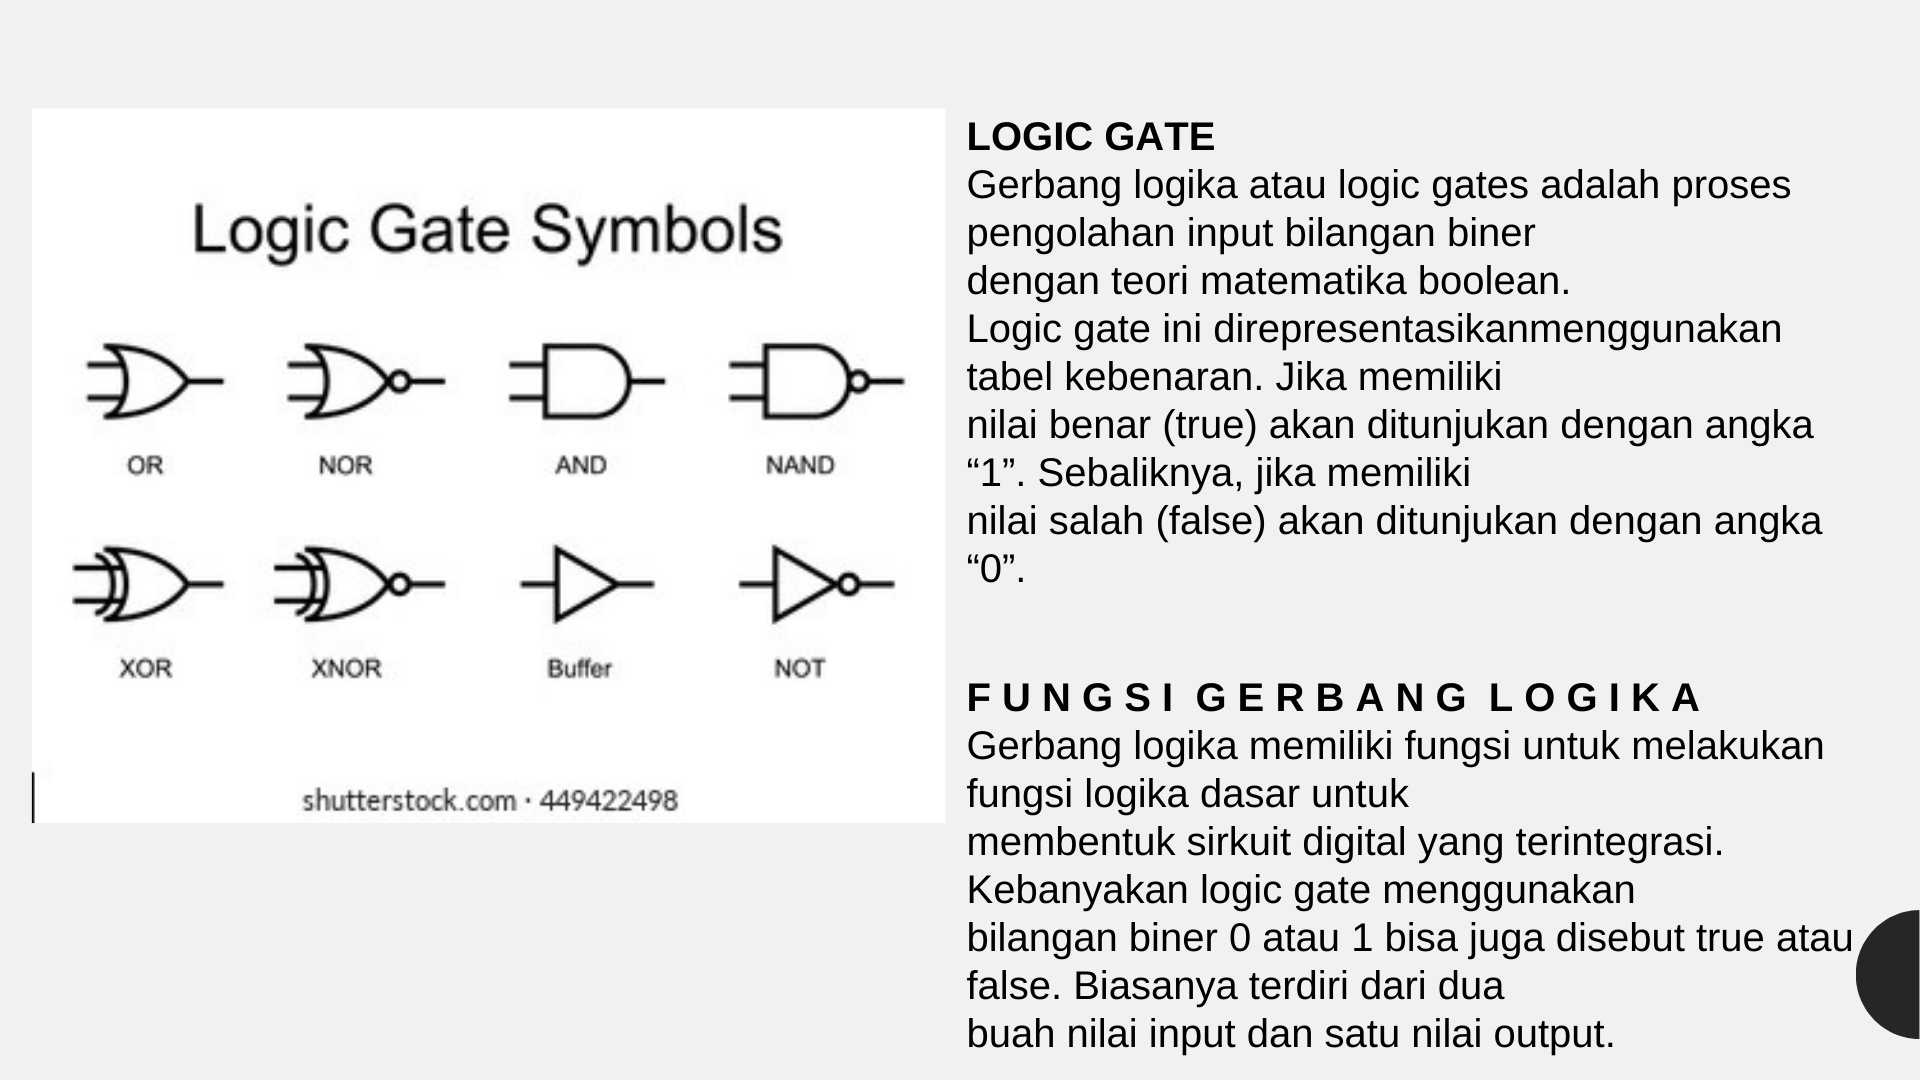 Logic Gate Symbols
OR NOR AND NAND
XOR XNOR Buffer NOT
shutterstock.com · 449422498
LOGIC GATE
Gerbang logika atau logic gates adalah proses
pengolahan input bilangan biner
dengan teori matematika boolean.
Logic gate ini direpresentasikanmenggunakan
tabel kebenaran. Jika memiliki
nilai benar (true) akan ditunjukan dengan angka
“1”. Sebaliknya, jika memiliki
nilai salah (false) akan ditunjukan dengan angka
“0”.
F U N G S I G E R B A N G L O G I K A
Gerbang logika memiliki fungsi untuk melakukan
fungsi logika dasar untuk
membentuk sirkuit digital yang terintegrasi.
Kebanyakan logic gate menggunakan
bilangan biner 0 atau 1 bisa juga disebut true atau
false. Biasanya terdiri dari dua
buah nilai input dan satu nilai output.